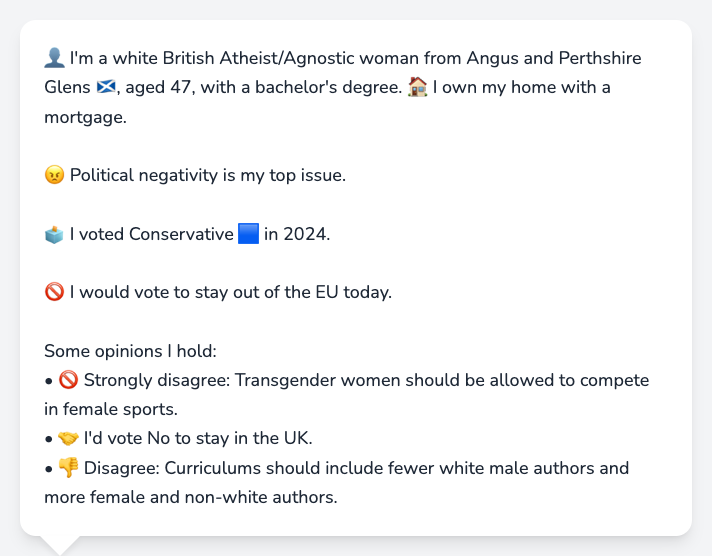 👤 I'm a white British Atheist/Agnostic woman from Angus and Perthshire
Glens 🏴󠁧󠁢󠁳󠁣󠁴󠁿, aged 47, with a bachelor's degree. 🏠 I own my home with a
mortgage.
😠 Political negativity is my top issue.
🗳️ I voted Conservative 🟦 in 2024.
🚫 I would vote to stay out of the EU today.
Some opinions I hold:
• 🚫 Strongly disagree: Transgender women should be allowed to compete
in female sports.
• 🤝 I'd vote No to stay in the UK.
• 👎 Disagree: Curriculums should include fewer white male authors and
more female and non-white authors.